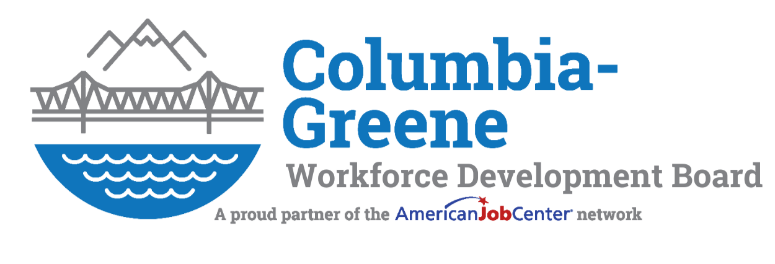 Columbia-
Greene
Workforce Development Board
A proud partner of the AmericanJobCenter network